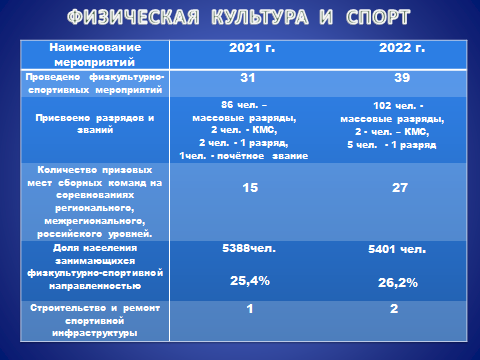 ФИЗИЧЕСКАЯ КУЛЬТУРА И СПОРТ
Наименование мероприятий 2021 г. 2022 г.
Проведено физкультурно-
спортивных мероприятий 31 39
Присвоено разрядов и
званий
86 чел. –
массовые разряды,
2 чел. - КМС,
2 чел. - 1 разряд,
1чел. - почётное звание
102 чел. -
массовые разряды,
2 - чел. – КМС,
5 чел. - 1 разряд
Количество призовых
мест сборных команд на
соревнованиях
регионального,
межрегионального,
российского уровней.
15 27
Доля населения
занимающихся
физкультурно-спортивной
направленностью
5388чел.
25,4%
5401 чел.
26,2%
Строительство и ремонт
спортивной
инфраструктуры
1 2